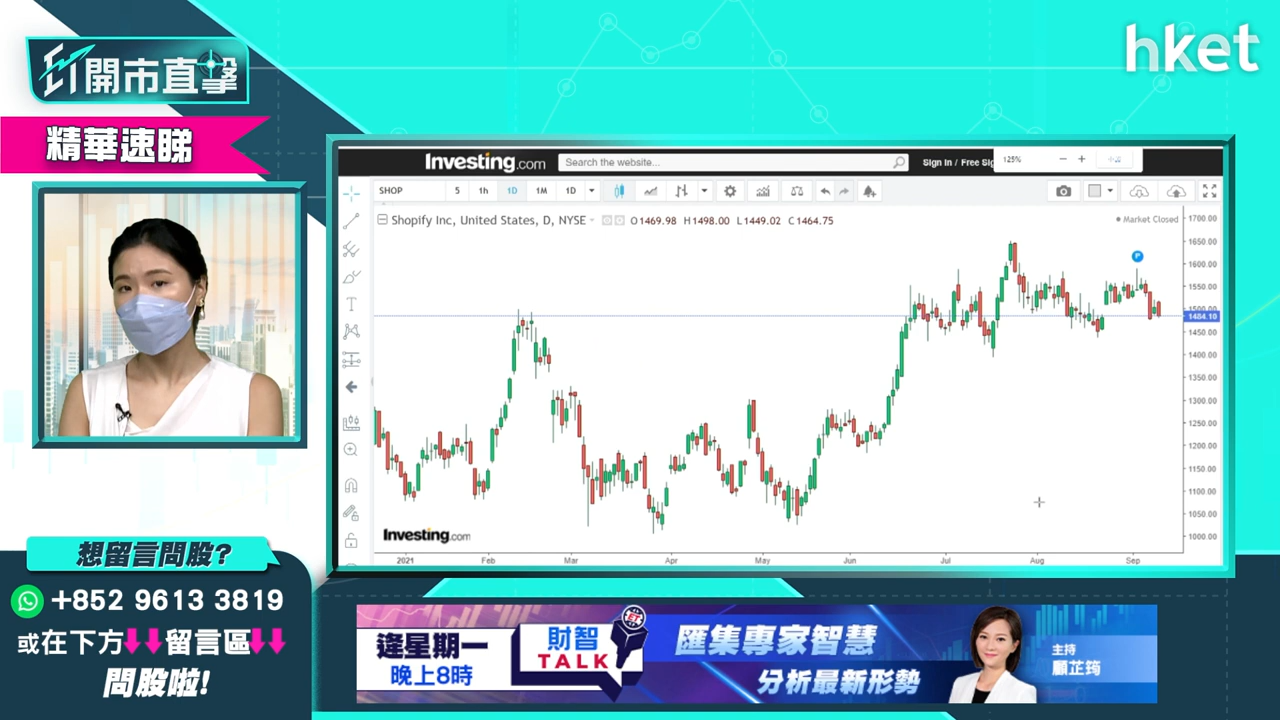 hket
ET開市直擊
精華速睇
Investing.com
Search the website...
Sign In / Free Sig
125%
SHOP
5
1h
1D
1M
1D
Shopify Inc, United States, D, NYSE
O1469.98 H1498.00 L1449.02 C1464.75
Market Closed
1700.00
1650.00
1600.00
1550.00
1500.00
1484.10
1450.00
1400.00
1350.00
1300.00
1250.00
1200.00
1150.00
1100.00
1050.00
1000.00
Investing.com
2021 Feb Mar Apr May Jun Jul Aug Sep
想留言問股?
+852 9613 3819
或在下方留言區
問股啦!
逢星期一
晚上8時
財智
TALK
匯集專家智慧
分析最新形勢
主持
顧芷筠